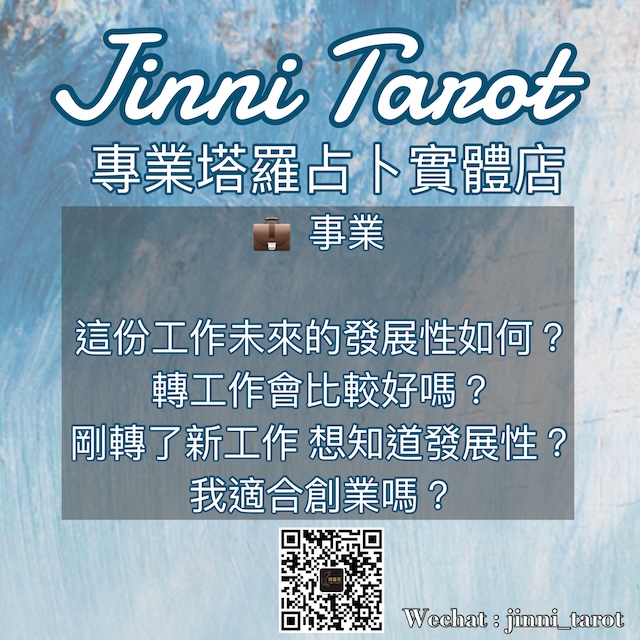 Jinni Tarot
專業塔羅占卜實體店
事業
這份工作未來的發展性如何？
轉工作會比較好嗎？
剛轉了新工作 想知道發展性？
我適合創業嗎？
Wechat : jinni_tarot